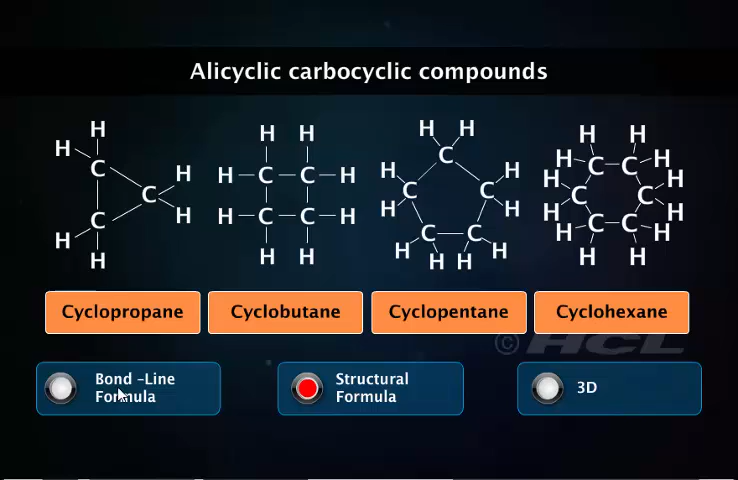 Alicyclic carbocyclic compounds
H H H H H H
H C H H C C H H C H H C C H
C H H C C H H C C H C C
H C H C C H C C H
H H H H H H H H
Cyclopropane Cyclobutane Cyclopentane Cyclohexane
© HCL
Bond -Line Structural 3D
Formula Formula